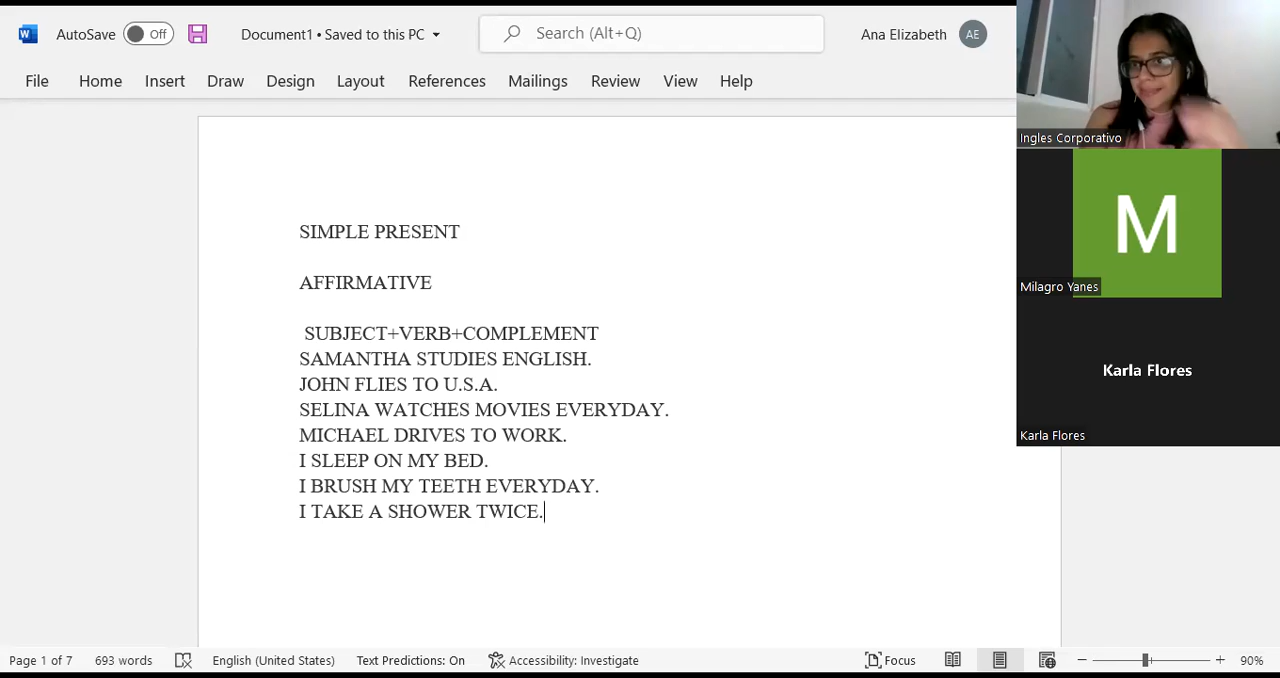 AutoSave Off Document1 • Saved to this PC Search (Alt+Q) Ana Elizabeth AE
File Home Insert Draw Design Layout References Mailings Review View Help
Ingles Corporativo
M
Milagro Yanes
Karla Flores
Karla Flores
SIMPLE PRESENT
AFFIRMATIVE
SUBJECT+VERB+COMPLEMENT
SAMANTHA STUDIES ENGLISH.
JOHN FLIES TO U.S.A.
SELINA WATCHES MOVIES EVERYDAY.
MICHAEL DRIVES TO WORK.
I SLEEP ON MY BED.
I BRUSH MY TEETH EVERYDAY.
I TAKE A SHOWER TWICE.
Page 1 of 7 693 words English (United States) Text Predictions: On Accessibility: Investigate Focus 90%